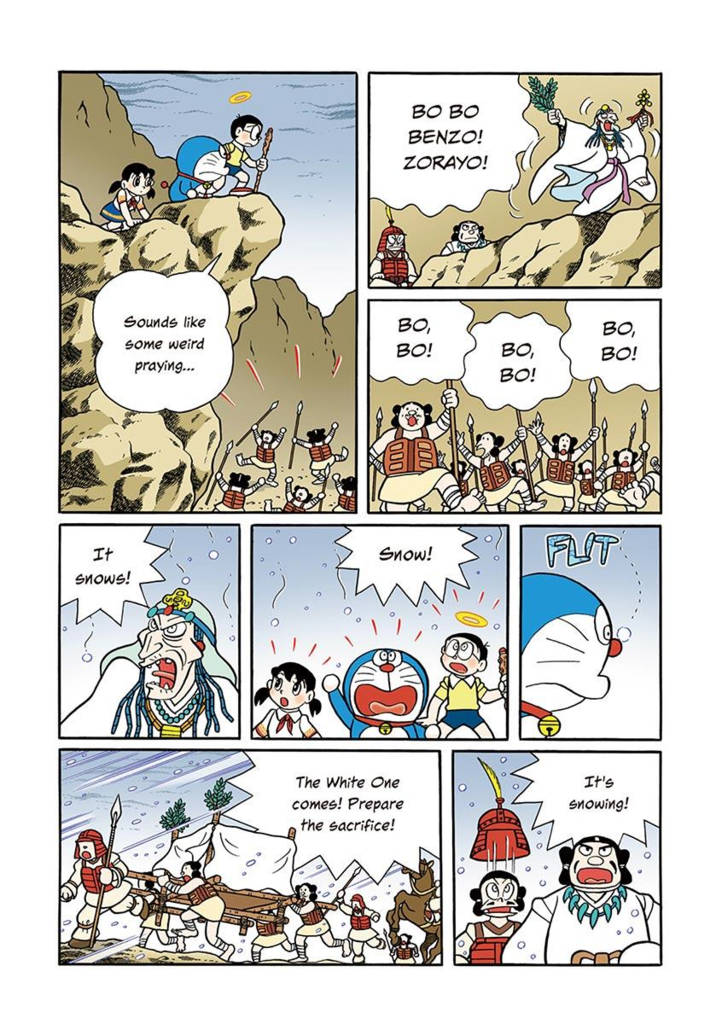 Sounds like
some weird
praying...
BO BO
BENZO!
ZORAYO!
BO,
BO!
BO,
BO!
BO,
BO!
It
snows!
Snow!
FLIT
The White One
comes! Prepare
the sacrifice!
It's
snowing!